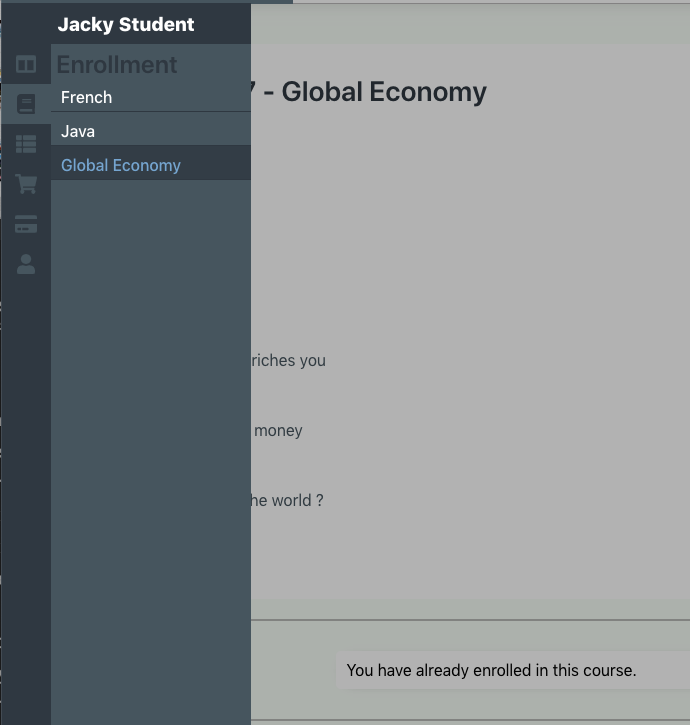 Jacky Student
Enrollment
French
Java
Global Economy
- Global Economy
riches you
money
he world ?
You have already enrolled in this course.